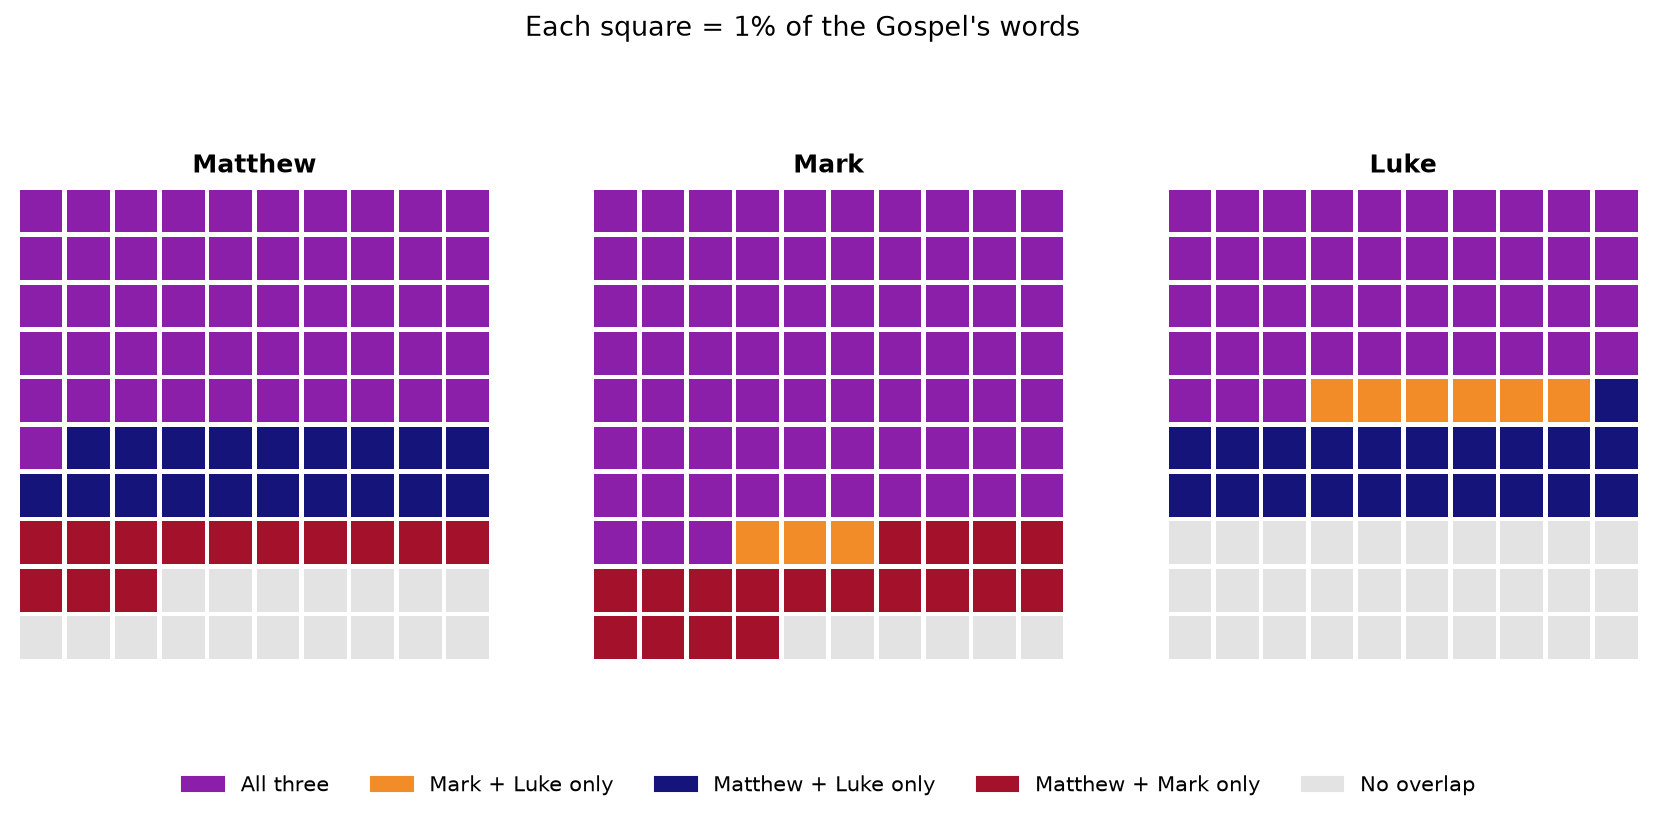 Each square = 1% of the Gospel's words
Matthew
Mark
Luke
All three
Mark + Luke only
Matthew + Luke only
Matthew + Mark only
No overlap